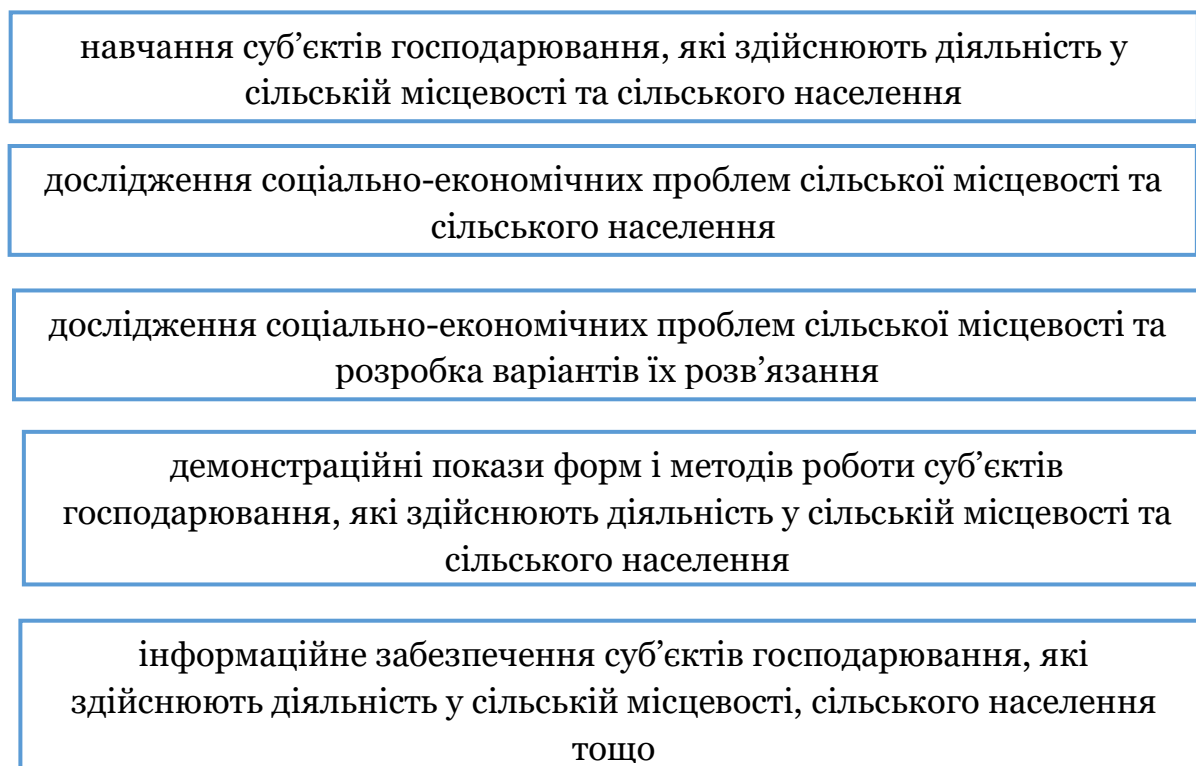 навчання суб’єктів господарювання, які здійснюють діяльність у
сільській місцевості та сільського населення
дослідження соціально-економічних проблем сільської місцевості та
сільського населення
дослідження соціально-економічних проблем сільської місцевості та
розробка варіантів їх розв’язання
демонстраційні покази форм і методів роботи суб’єктів
господарювання, які здійснюють діяльність у сільській місцевості та
сільського населення
інформаційне забезпечення суб’єктів господарювання, які
здійснюють діяльність у сільській місцевості, сільського населення
тощо